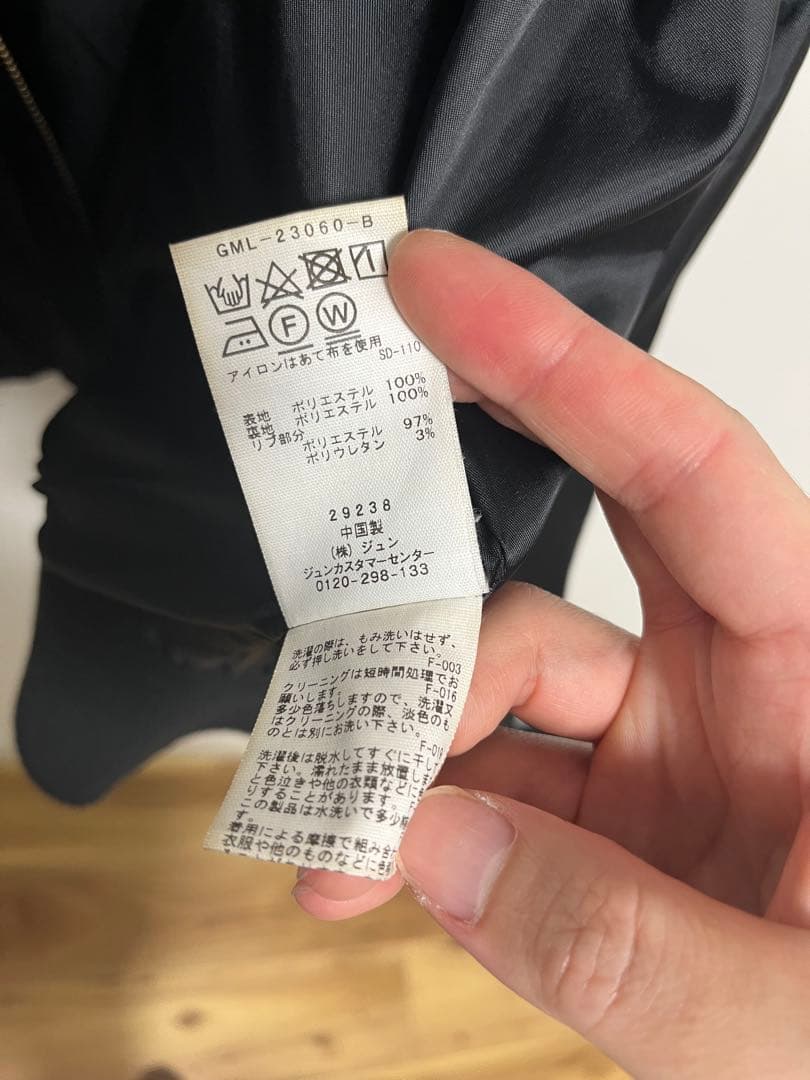 GML-23060-B
F W
アイロンはあて布を使用
SD-110
表地 ポリエステル 100%
裏地 ポリエステル 100%
リブ部分 ポリエステル 97%
ポリウレタン 3%
29238
中国製
(株) ジュン
ジュンカスタマーセンター
0120-298-133
洗濯の際は、もみ洗いはせず、
必ず押し洗いをして下さい。
F-003
クリーニングは短時間処理でお
願いします。
F-016
多少色落ちしますので、洗濯又
はクリーニングの際、淡色のも
のとは別にお洗い下さい。
洗濯後は脱水してすぐに干して
下さい。濡れたまま放置しま
と色泣きや他の衣類などに
りすることがあります。
この製品は水洗いで多少
す。
着用による摩擦で組み合
衣服や他のものなどに色